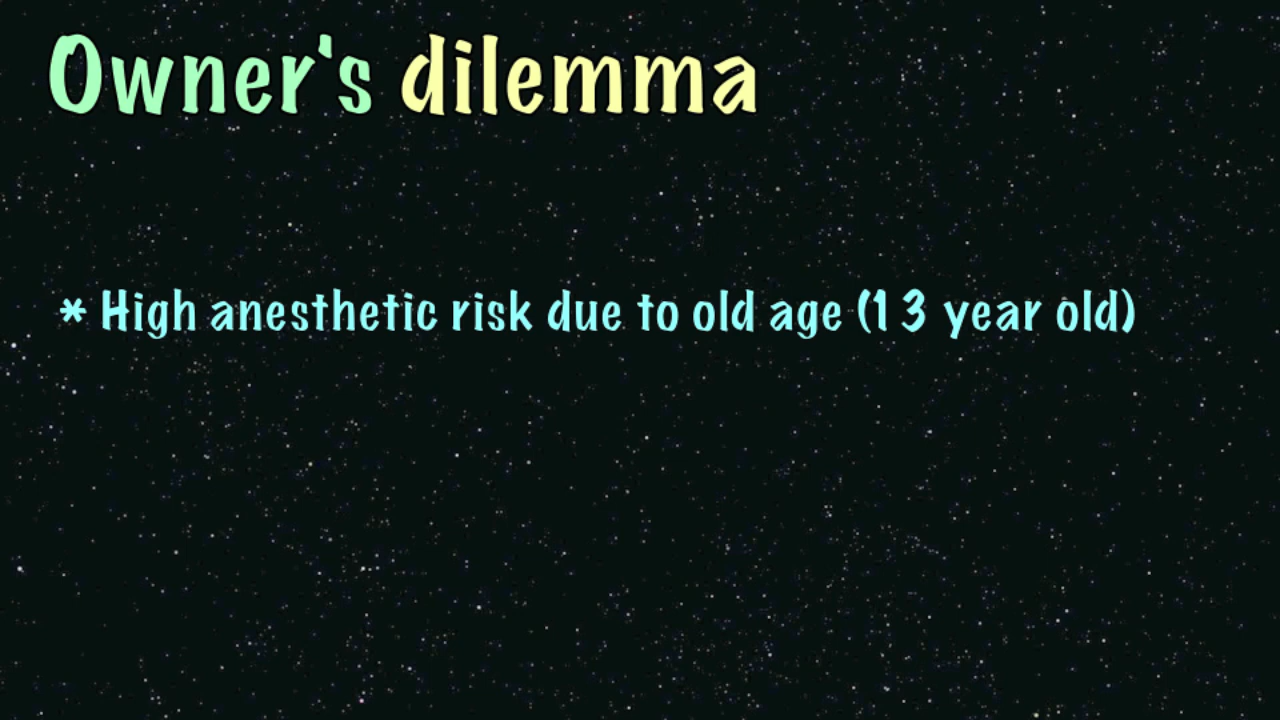 Owner's dilemma
* High anesthetic risk due to old age (13 year old)